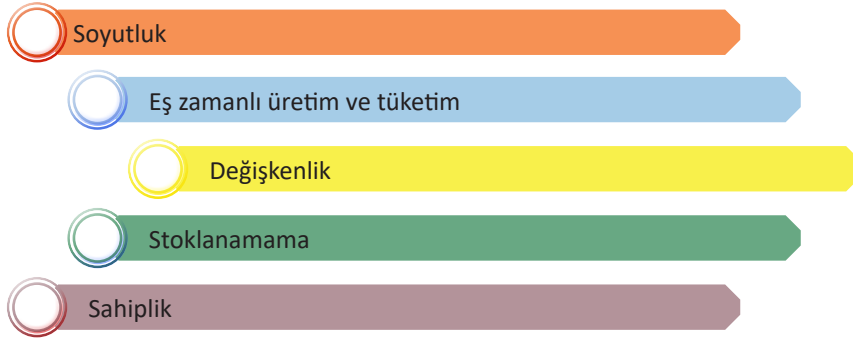 Soyutluk
Eş zamanlı üretim ve tüketim
Değişkenlik
Stoklanamama
Sahiplik